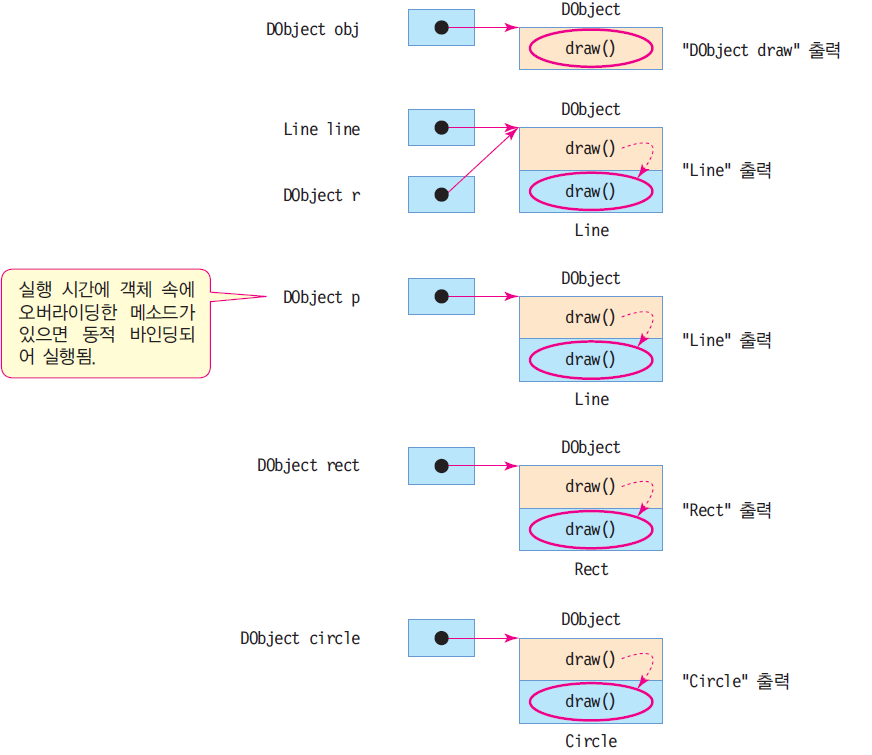 DObject
DObject obj
draw()
"DObject draw" 출력
DObject
Line line
draw()
"Line" 출력
DObject r
draw()
Line
실행 시간에 객체 속에
오버라이딩한 메소드가
있으면 동적 바인딩되
어 실행됨.
DObject
DObject p
draw()
"Line" 출력
draw()
Line
DObject
DObject rect
draw()
"Rect" 출력
draw()
Rect
DObject
DObject circle
draw()
"Circle" 출력
draw()
Circle